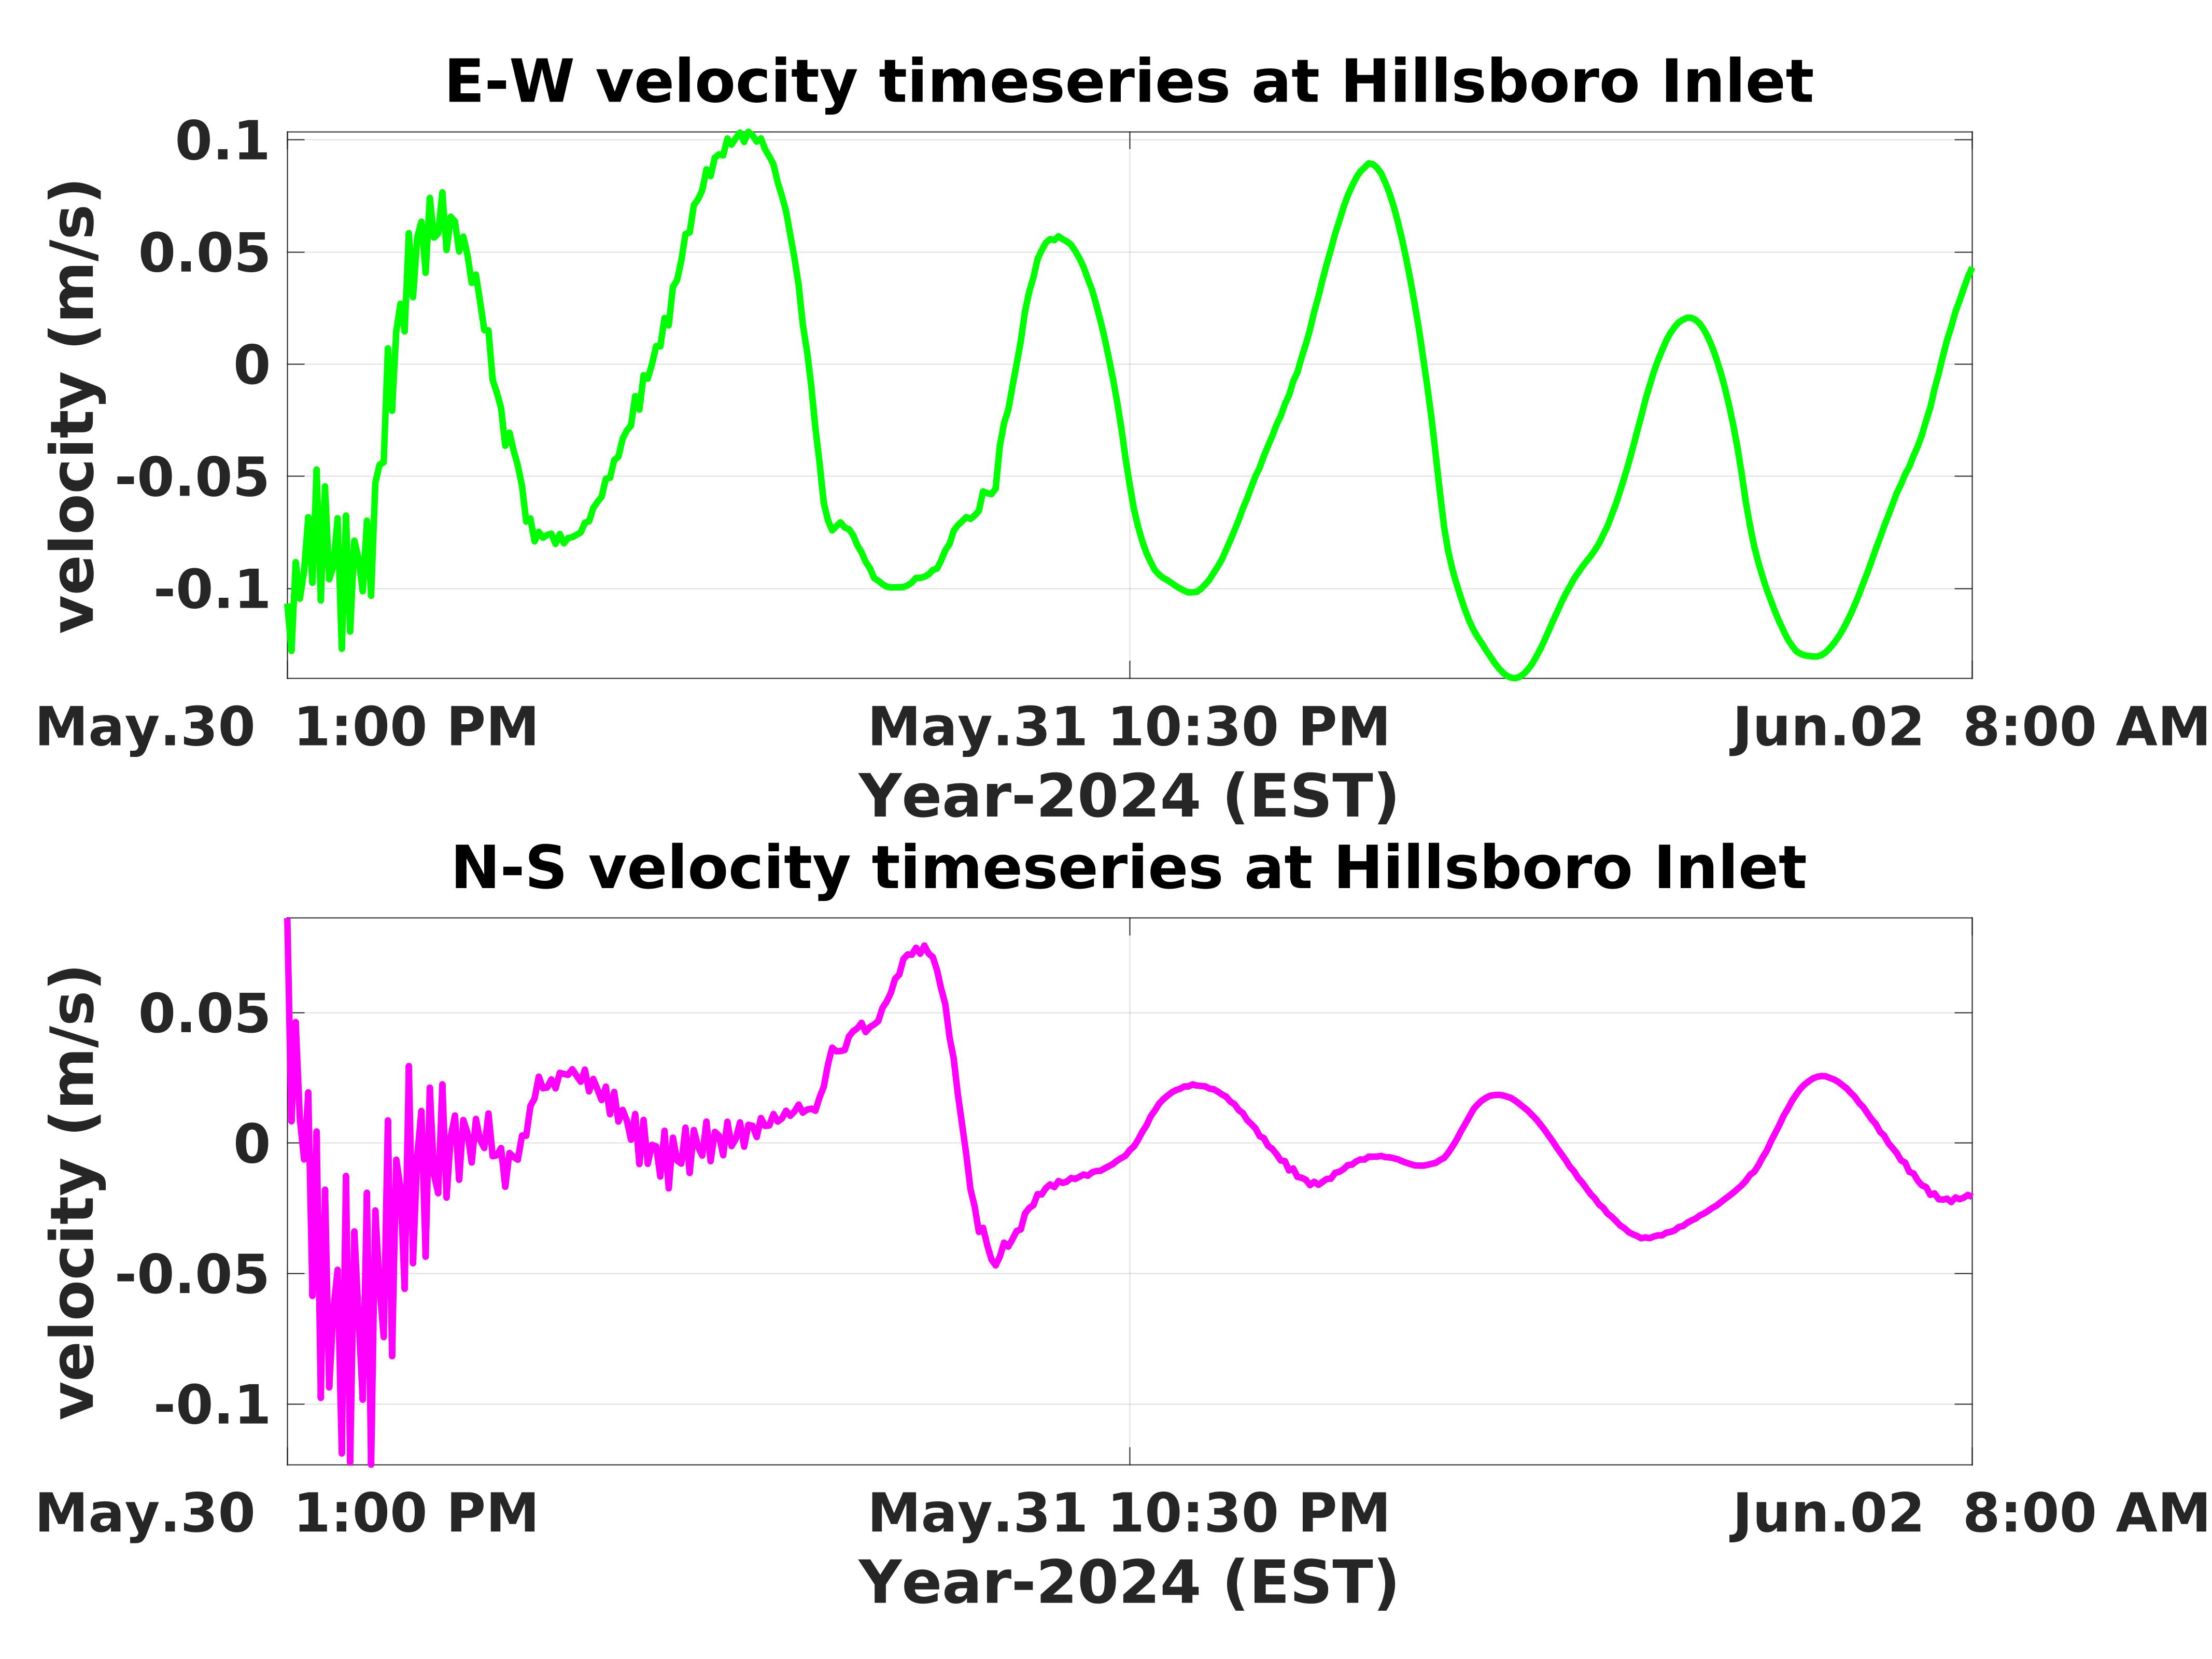 E-W velocity timeseries at Hillsboro Inlet
velocity (m/s)
0.1
0.05
0
-0.05
-0.1
May.30  1:00 PM
May.31 10:30 PM
Jun.02  8:00 AM
Year-2024 (EST)
N-S velocity timeseries at Hillsboro Inlet
velocity (m/s)
0.05
0
-0.05
-0.1
May.30  1:00 PM
May.31 10:30 PM
Jun.02  8:00 AM
Year-2024 (EST)